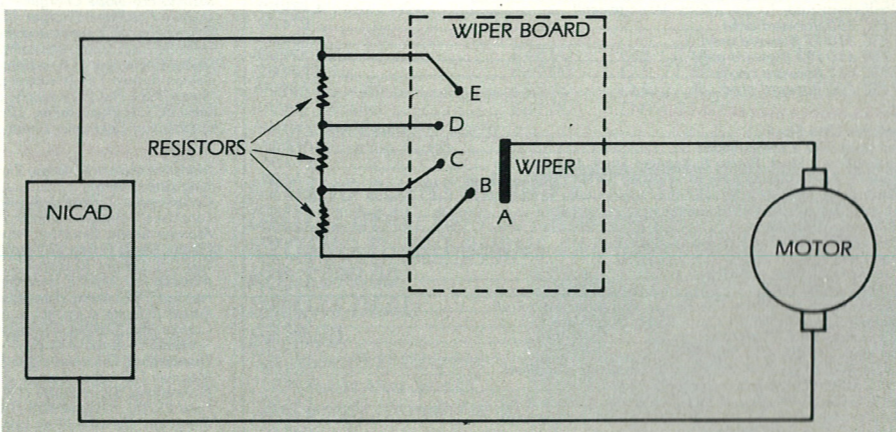 WIPER BOARD
E
D
RESISTORS
C
WIPER
B
NICAD
A
MOTOR